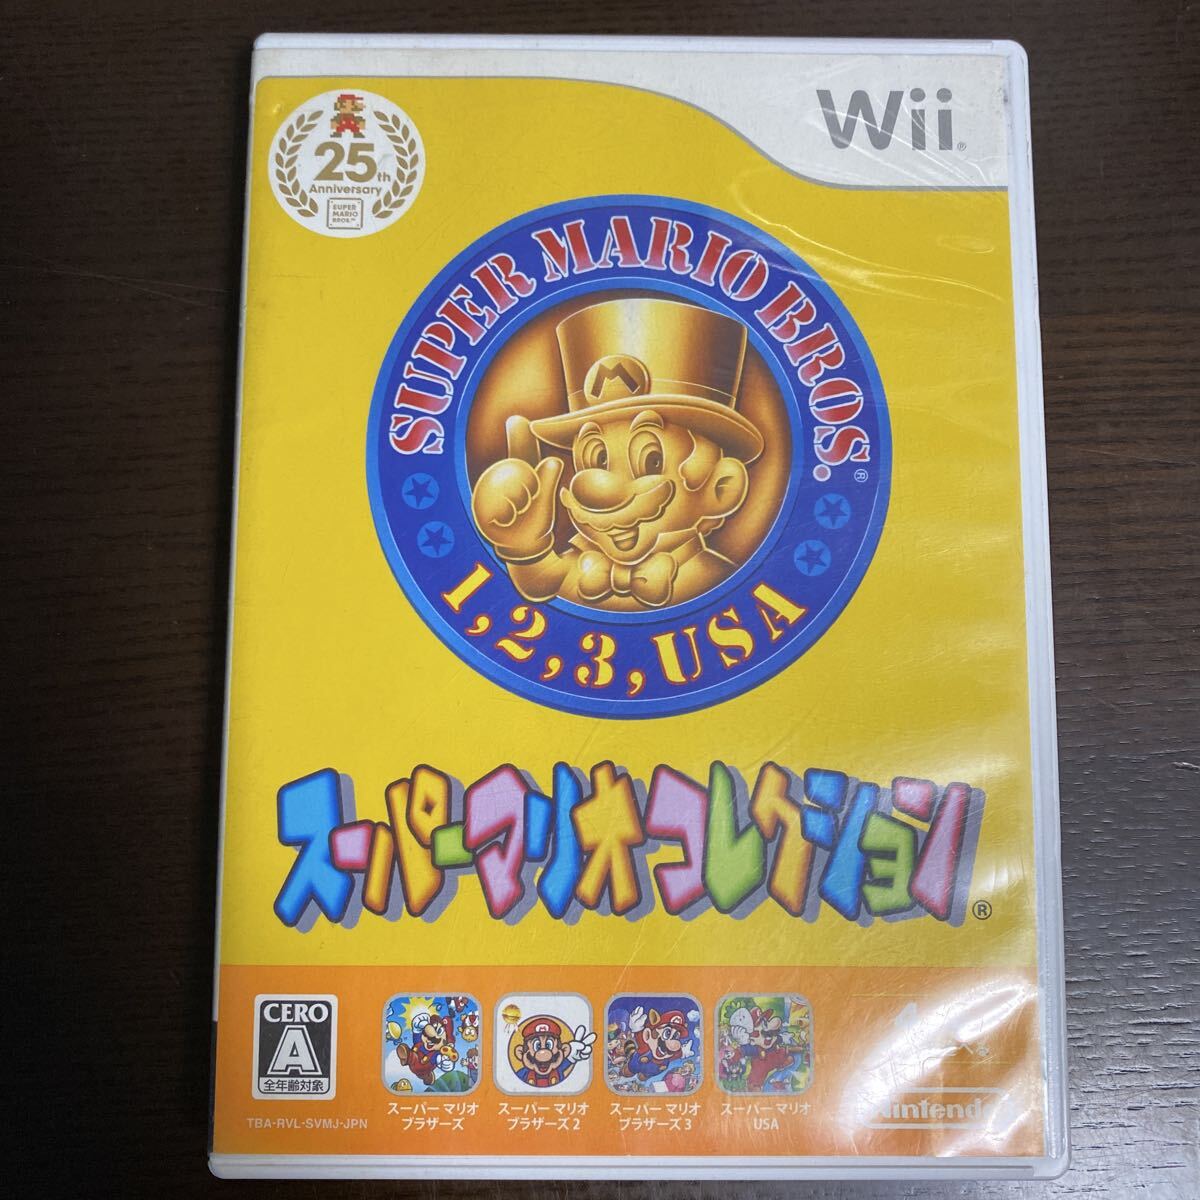 Wii®
25th
Anniversary
SUPER
MARIO
BROS.™
SUPER MARIO BROS.®
M
1, 2, 3, USA
スーパーマリオコレクション®
CERO
A
全年齢対象
TBA-RVL-SVMJ-JPN
スーパー マリオ
ブラザーズ
スーパー マリオ
ブラザーズ 2
スーパー マリオ
ブラザーズ 3
スーパー マリオ
USA
Nintendo